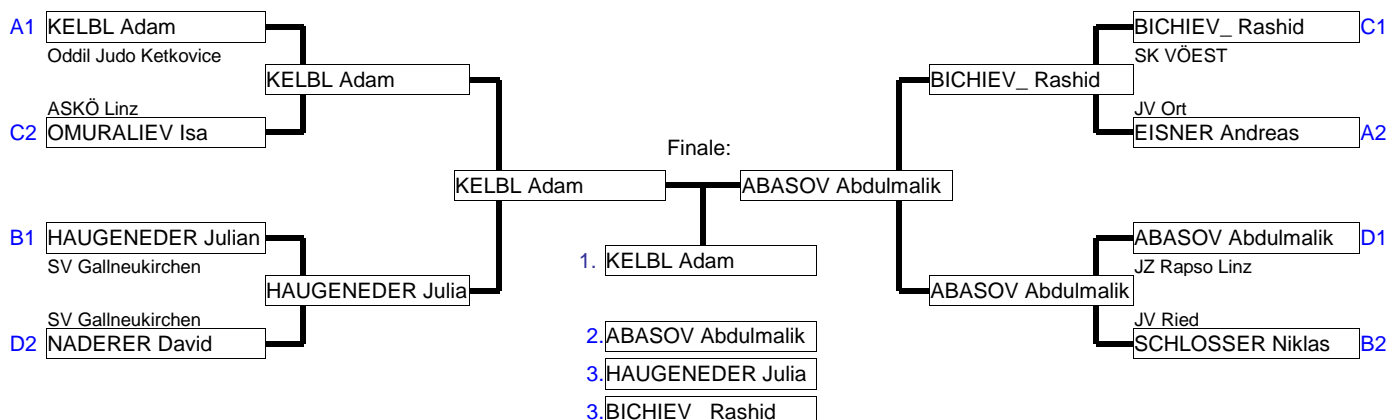 A1 KELBL Adam
Oddil Judo Ketkovice
KELBL Adam
ASKÖ Linz
C2 OMURALIEV Isa
KELBL Adam
B1 HAUGENEDER Julian
SV Gallneukirchen
HAUGENEDER Julia
SV Gallneukirchen
D2 NADERER David
Finale:
1. KELBL Adam
2. ABASOV Abdulmalik
3. HAUGENEDER Julia
3. BICHIEV_ Rashid
BICHIEV_ Rashid C1
SK VÖEST
BICHIEV_ Rashid
JV Ort
EISNER Andreas A2
ABASOV Abdulmalik
ABASOV Abdulmalik D1
JZ Rapso Linz
ABASOV Abdulmalik
JV Ried
SCHLOSSER Niklas B2